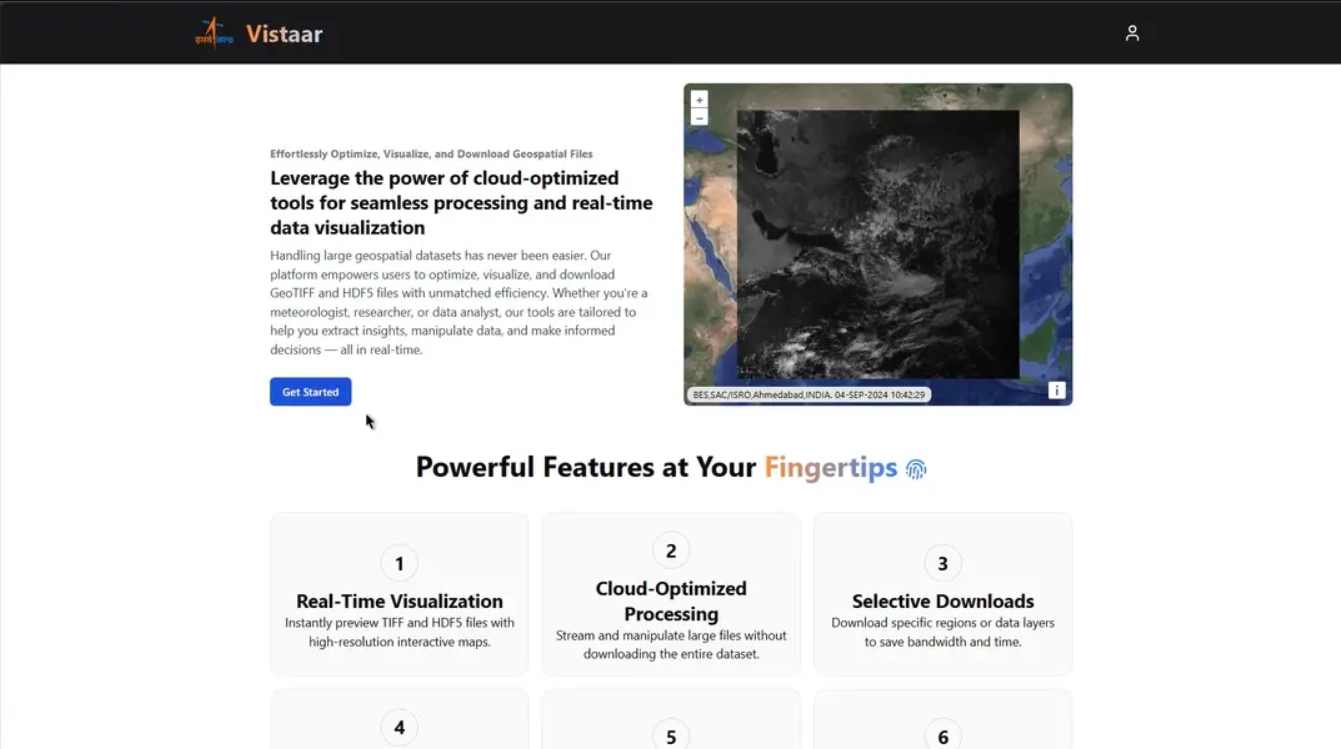 इसरो isro
Vistaar
Effortlessly Optimize, Visualize, and Download Geospatial Files
Leverage the power of cloud-optimized
tools for seamless processing and real-time
data visualization
Handling large geospatial datasets has never been easier. Our
platform empowers users to optimize, visualize, and download
GeoTIFF and HDF5 files with unmatched efficiency. Whether you're a
meteorologist, researcher, or data analyst, our tools are tailored to
help you extract insights, manipulate data, and make informed
decisions — all in real-time.
Get Started
+
–
BES,SAC/ISRO,Ahmedabad,INDIA. 04-SEP-2024 10:42:29
i
Powerful Features at Your Fingertips
1
Real-Time Visualization
Instantly preview TIFF and HDF5 files with
high-resolution interactive maps.
2
Cloud-Optimized
Processing
Stream and manipulate large files without
downloading the entire dataset.
3
Selective Downloads
Download specific regions or data layers
to save bandwidth and time.
4
5
6